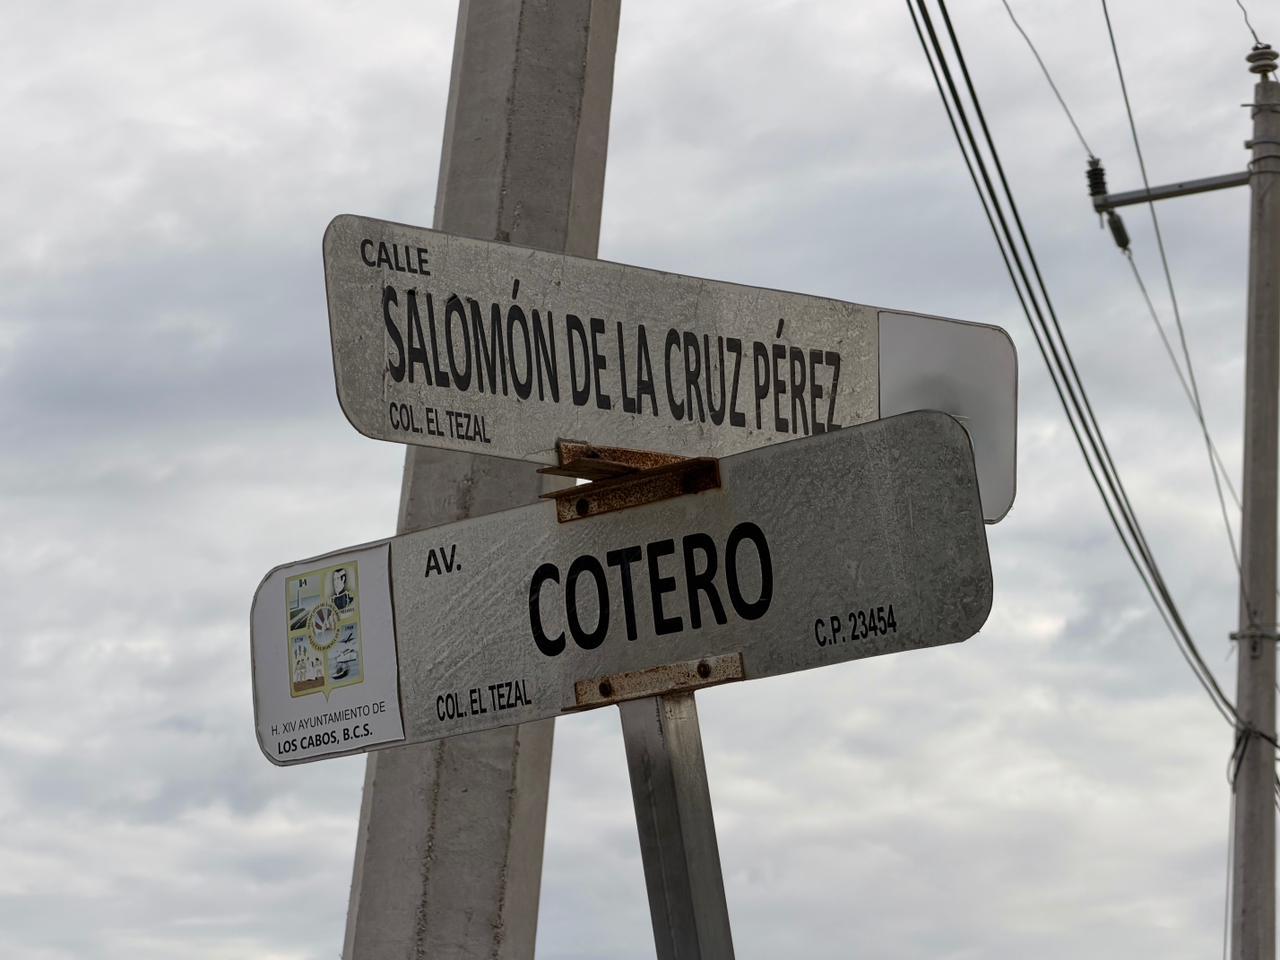 CALLE
SALOMÓN DE LA CRUZ PÉREZ
COL. EL TEZAL
AV.
COTERO
C.P. 23454
COL. EL TEZAL
H. XIV AYUNTAMIENTO DE
LOS CABOS, B.C.S.